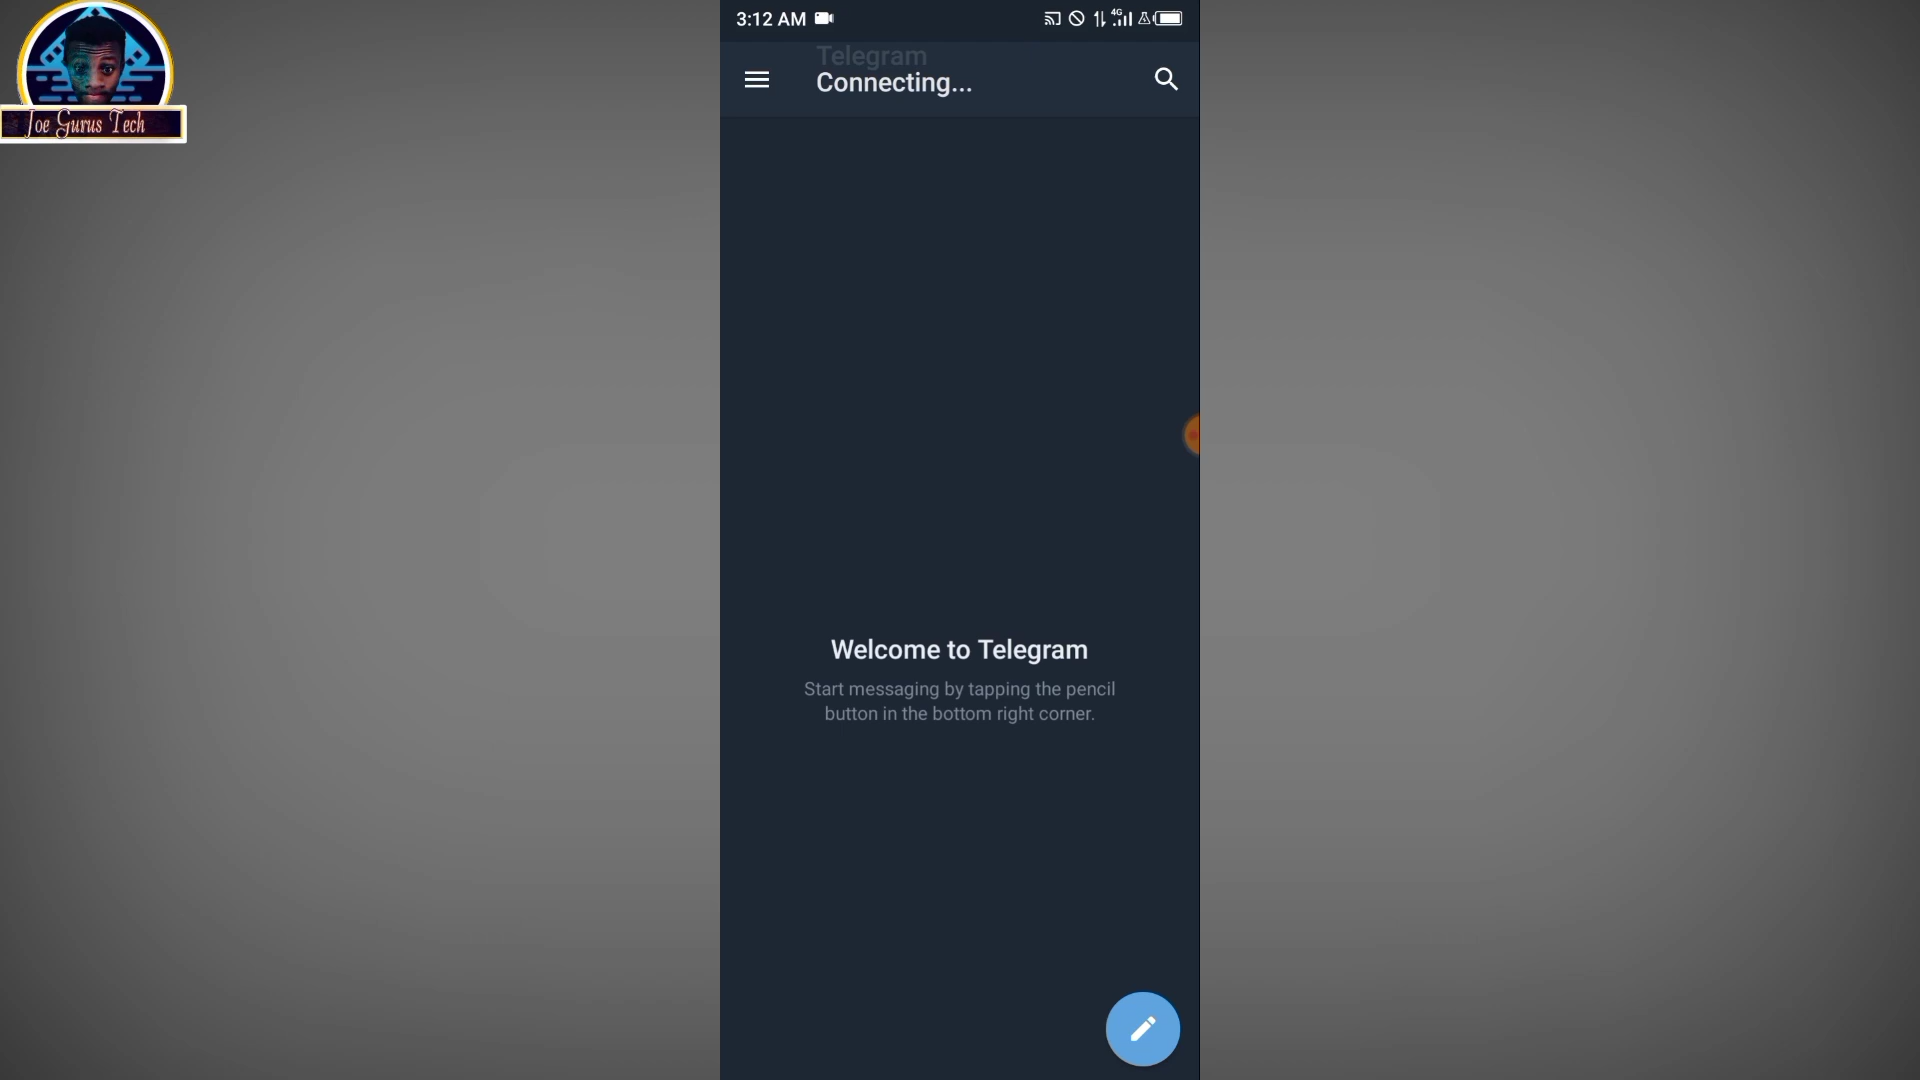 Joe Gurus Tech
3:12 AM
4G
Telegram
Connecting...
Welcome to Telegram
Start messaging by tapping the pencil
button in the bottom right corner.